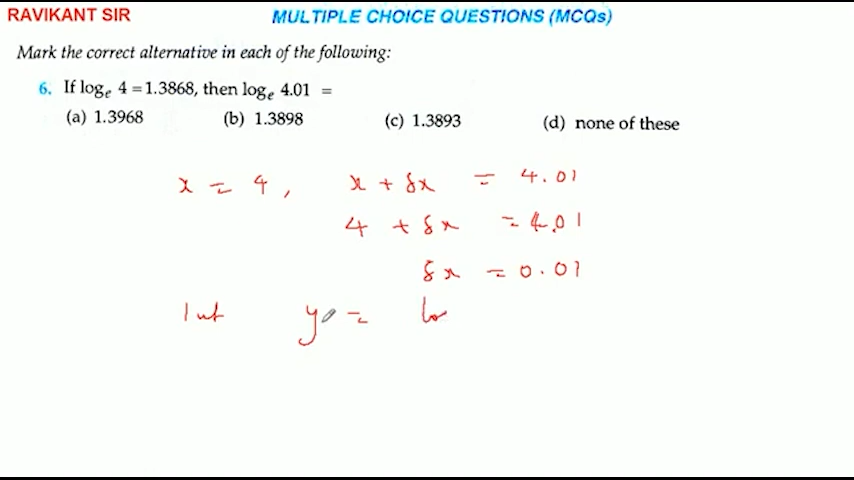 RAVIKANT SIR MULTIPLE CHOICE QUESTIONS (MCQs)
Mark the correct alternative in each of the following:
6. If logₑ 4 = 1.3868, then logₑ 4.01 =
(a) 1.3968 (b) 1.3898 (c) 1.3893 (d) none of these
x = 4, x + δx = 4.01
4 + δx = 4.01
δx = 0.01
Let y = lo